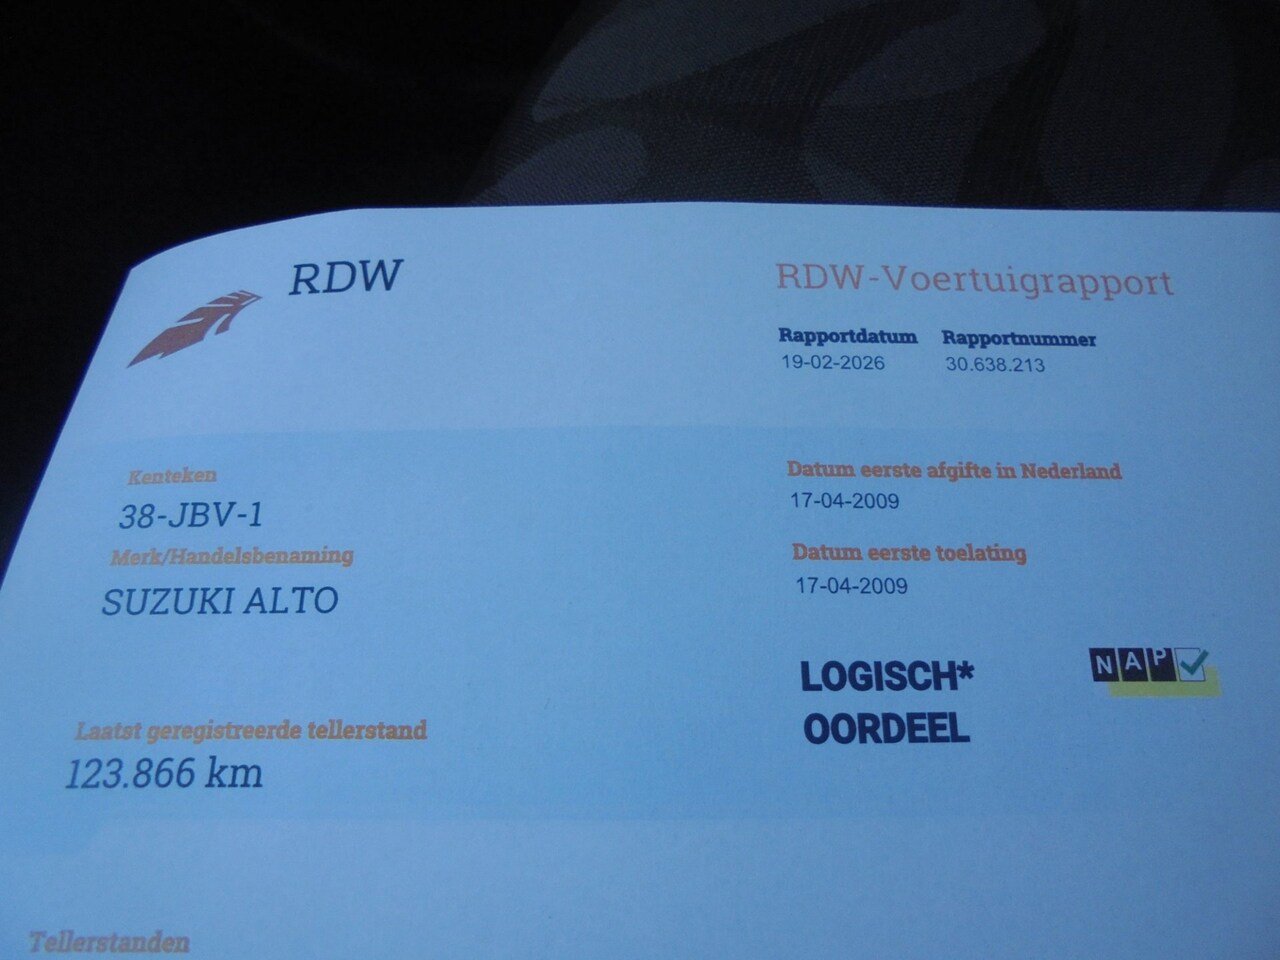 RDW
RDW-Voertuigrapport
Rapportdatum Rapportnummer
19-02-2026 30.638.213
Kenteken
38-JBV-1
Merk/Handelsbenaming
SUZUKI ALTO
Datum eerste afgifte in Nederland
17-04-2009
Datum eerste toelating
17-04-2009
LOGISCH*
OORDEEL
NAP
Laatst geregistreerde tellerstand
123.866 km
Tellerstanden